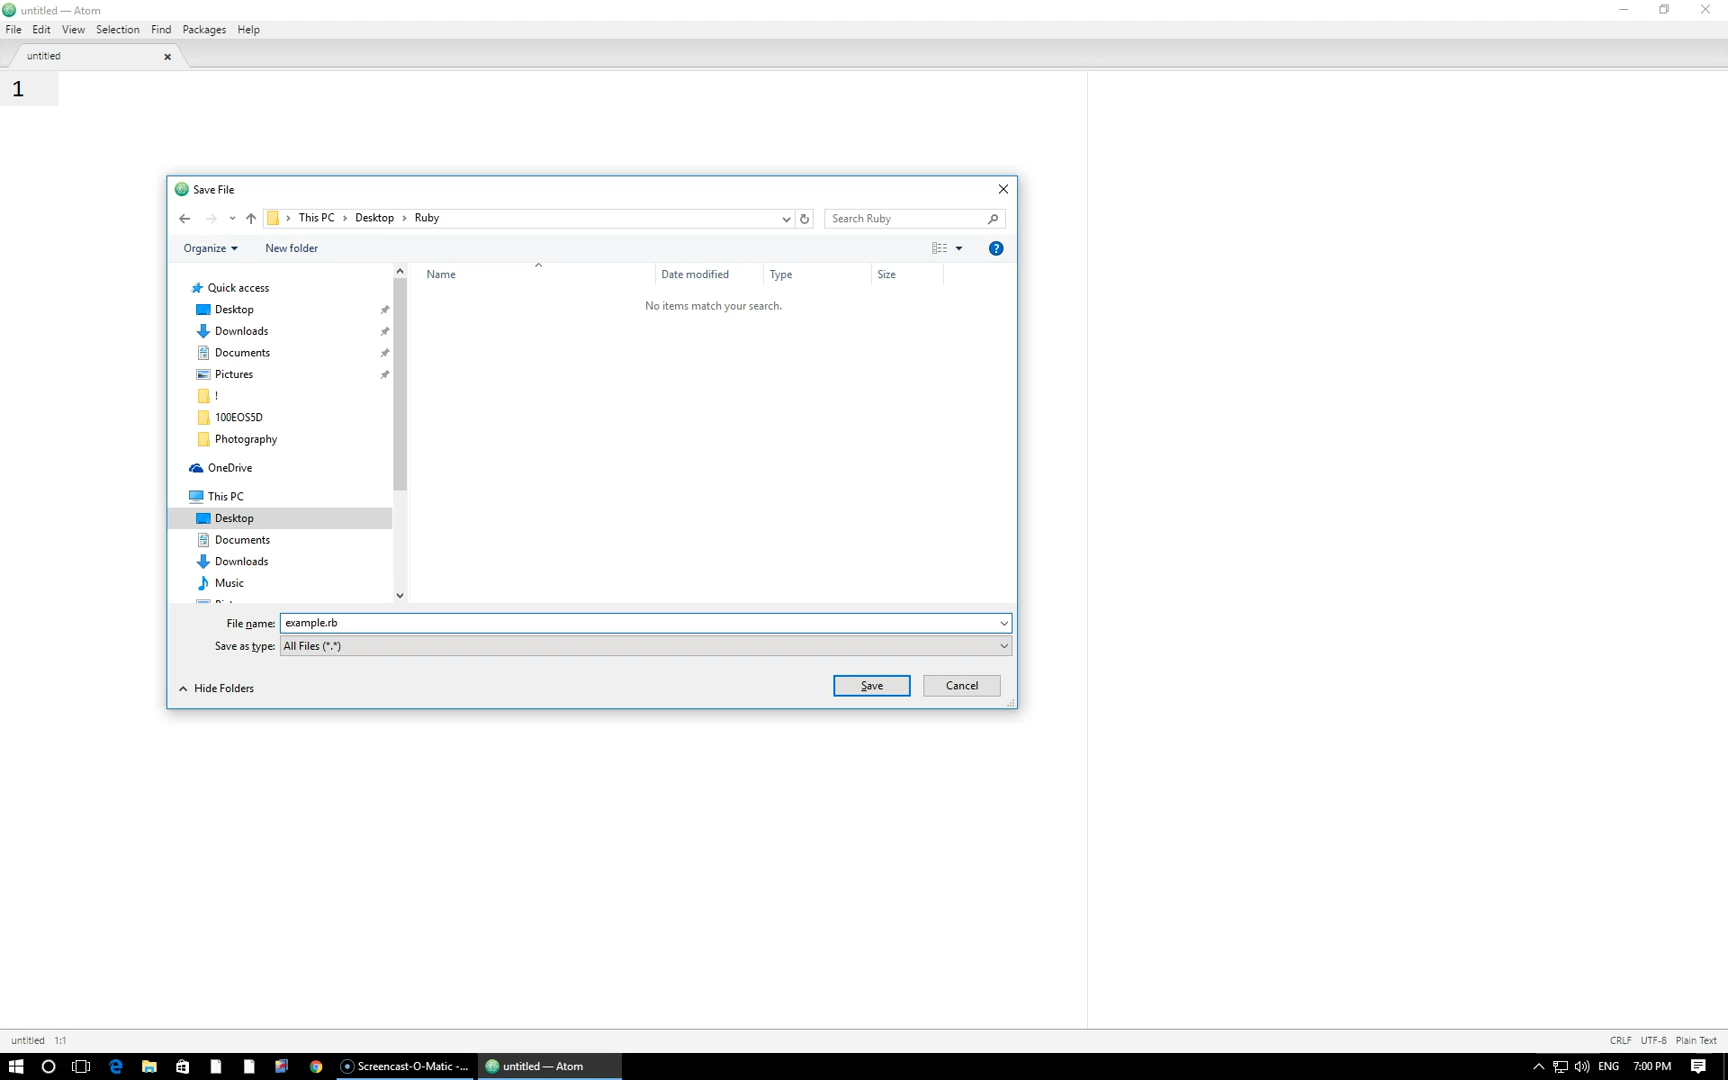 untitled — Atom
File Edit View Selection Find Packages Help
untitled
1
Save File
This PC Desktop Ruby
Search Ruby
Organize New folder
Name Date modified Type Size
No items match your search.
Quick access
Desktop
Downloads
Documents
Pictures
!
100EOS5D
Photography
OneDrive
This PC
Desktop
Documents
Downloads
Music
File name: example.rb
Save as type: All Files (*.*)
Hide Folders
Save Cancel
untitled 1:1
CRLF UTF-8 Plain Text
Screencast-O-Matic -... untitled — Atom
ENG 7:00 PM